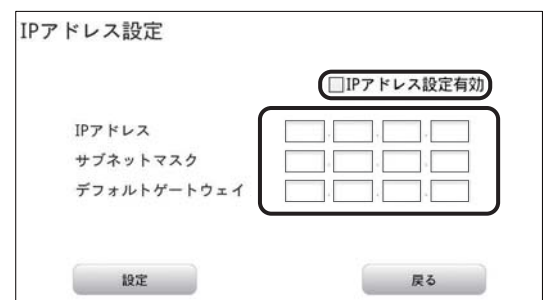 IPアドレス設定
□IPアドレス設定有効
IPアドレス
サブネットマスク
デフォルトゲートウェイ
設定 戻る